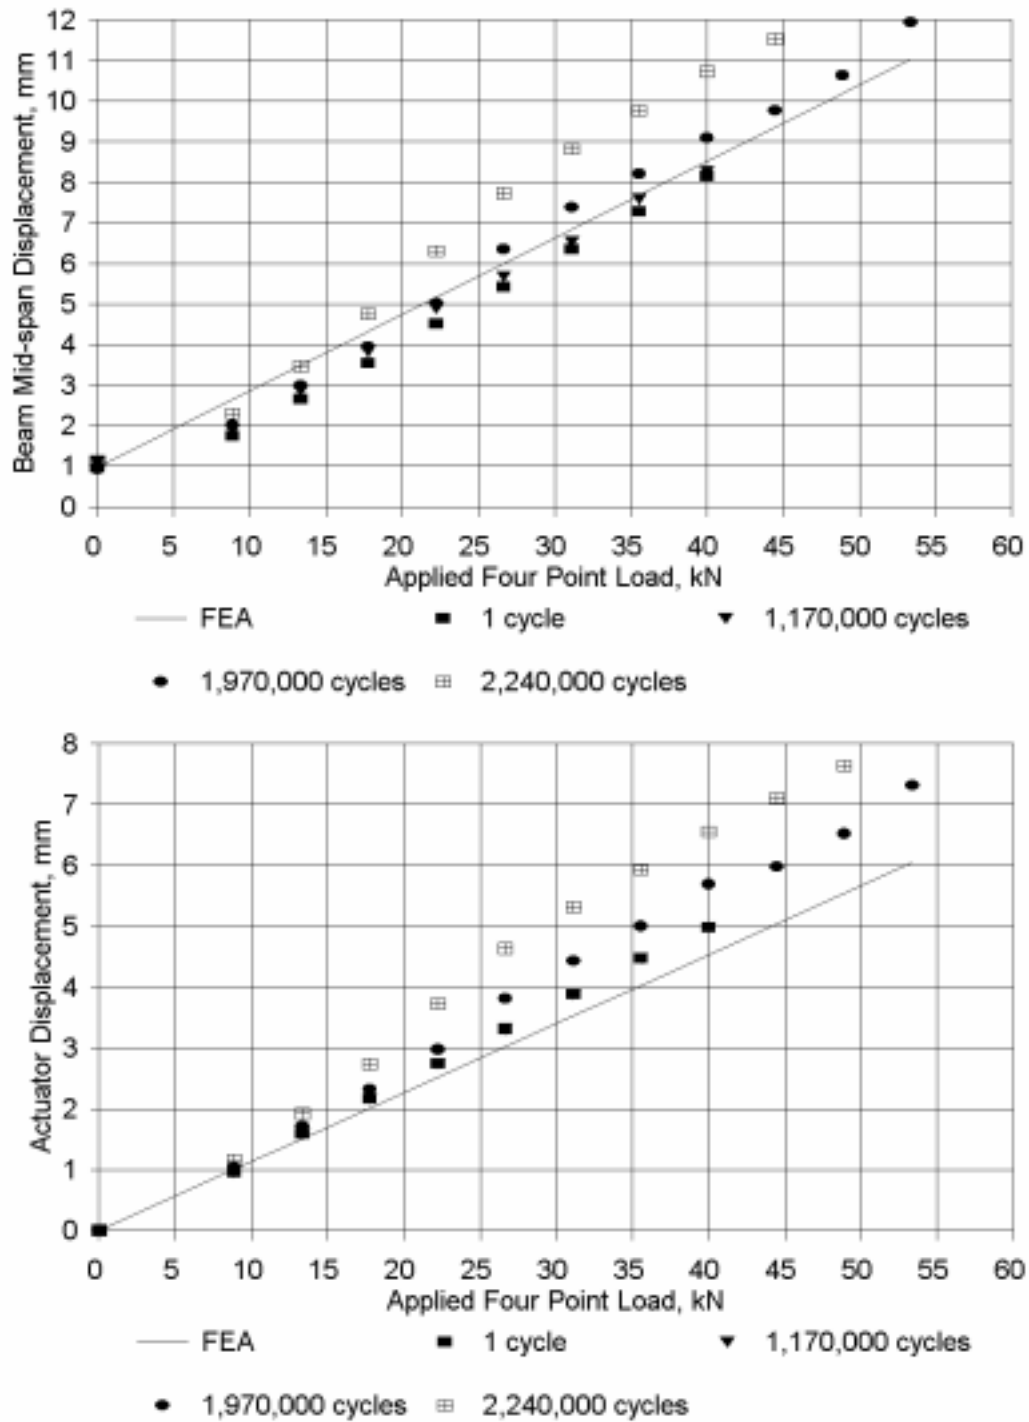 12
11
10
9
8
7
6
5
4
3
2
1
0
Beam Mid-span Displacement, mm
0 5 10 15 20 25 30 35 40 45 50 55 60
Applied Four Point Load, kN
FEA 1 cycle 1,170,000 cycles
1,970,000 cycles 2,240,000 cycles
8
7
6
5
4
3
2
1
0
Actuator Displacement, mm
0 5 10 15 20 25 30 35 40 45 50 55 60
Applied Four Point Load, kN
FEA 1 cycle 1,170,000 cycles
1,970,000 cycles 2,240,000 cycles